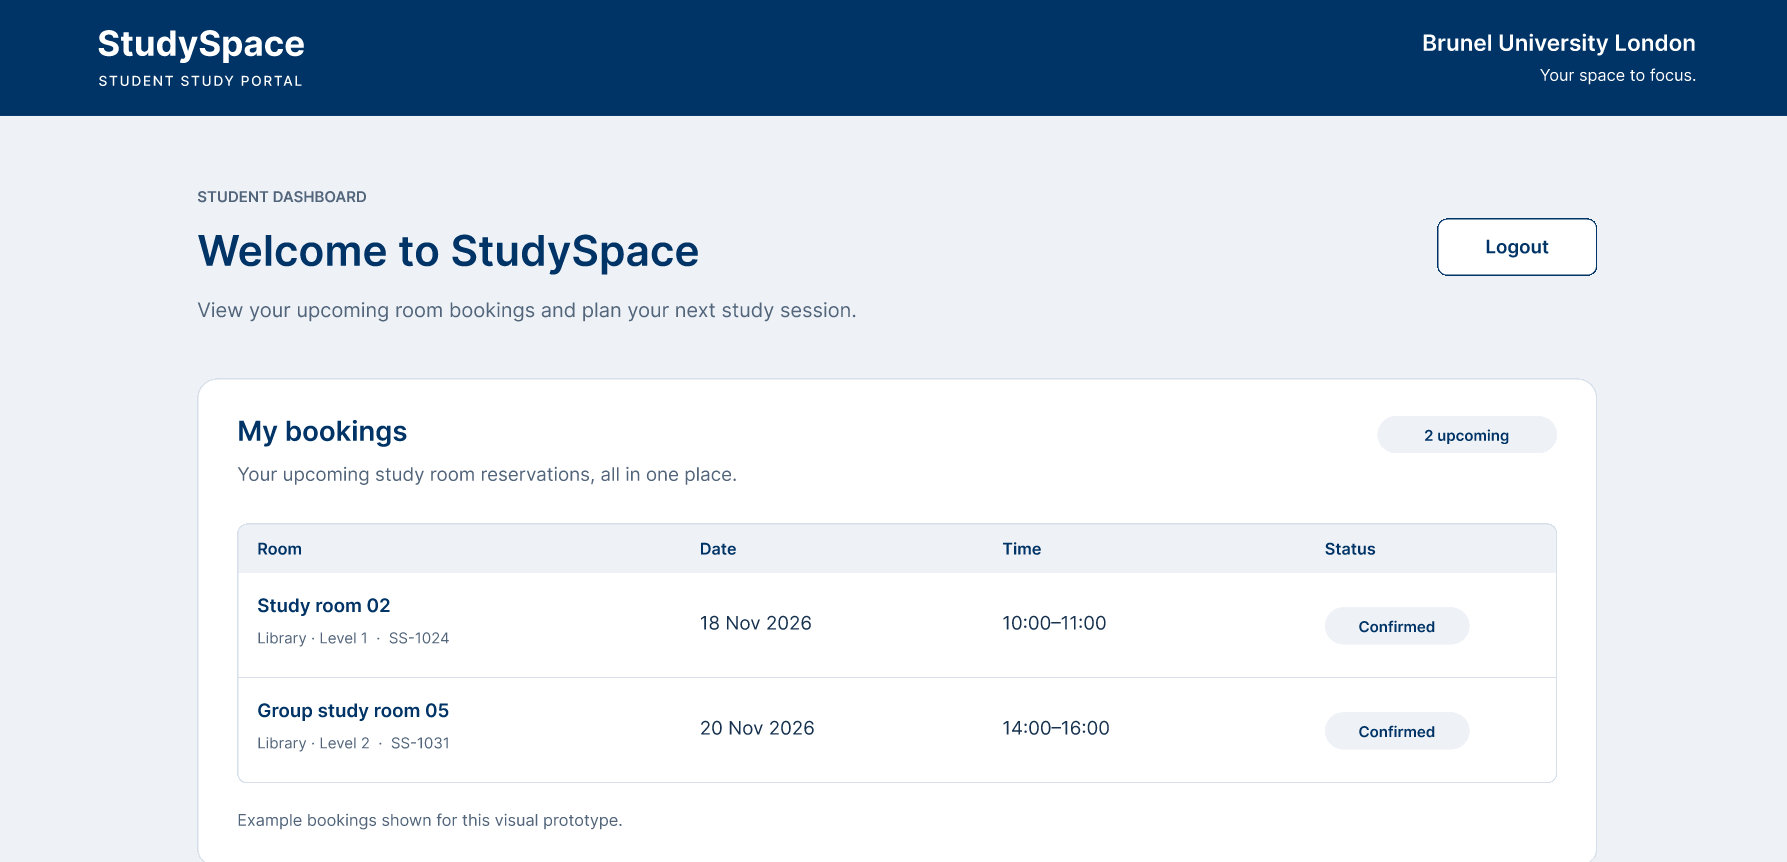 StudySpace
STUDENT STUDY PORTAL
Brunel University London
Your space to focus.
STUDENT DASHBOARD
Welcome to StudySpace
Logout
View your upcoming room bookings and plan your next study session.
My bookings
2 upcoming
Your upcoming study room reservations, all in one place.
Room Date Time Status
Study room 02
Library · Level 1 · SS-1024
18 Nov 2026 10:00–11:00 Confirmed
Group study room 05
Library · Level 2 · SS-1031
20 Nov 2026 14:00–16:00 Confirmed
Example bookings shown for this visual prototype.